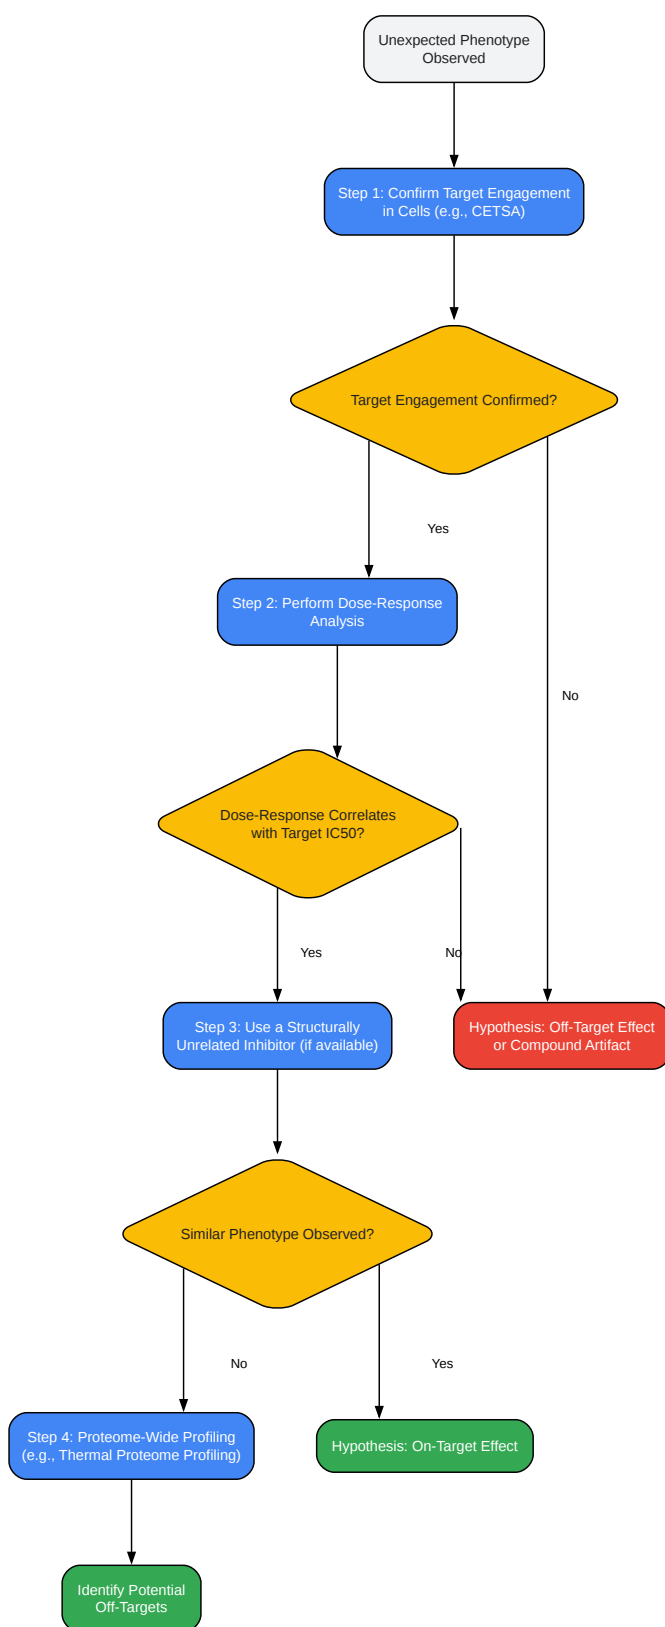 Unexpected Phenotype
Observed
Step 1: Confirm Target Engagement
in Cells (e.g., CETSA)
Target Engagement Confirmed?
Yes
Step 2: Perform Dose-Response
Analysis
No
Dose-Response Correlates
with Target IC50?
Yes
No
Step 3: Use a Structurally
Unrelated Inhibitor (if available)
Hypothesis: Off-Target Effect
or Compound Artifact
Similar Phenotype Observed?
No
Yes
Step 4: Proteome-Wide Profiling
(e.g., Thermal Proteome Profiling)
Hypothesis: On-Target Effect
Identify Potential
Off-Targets